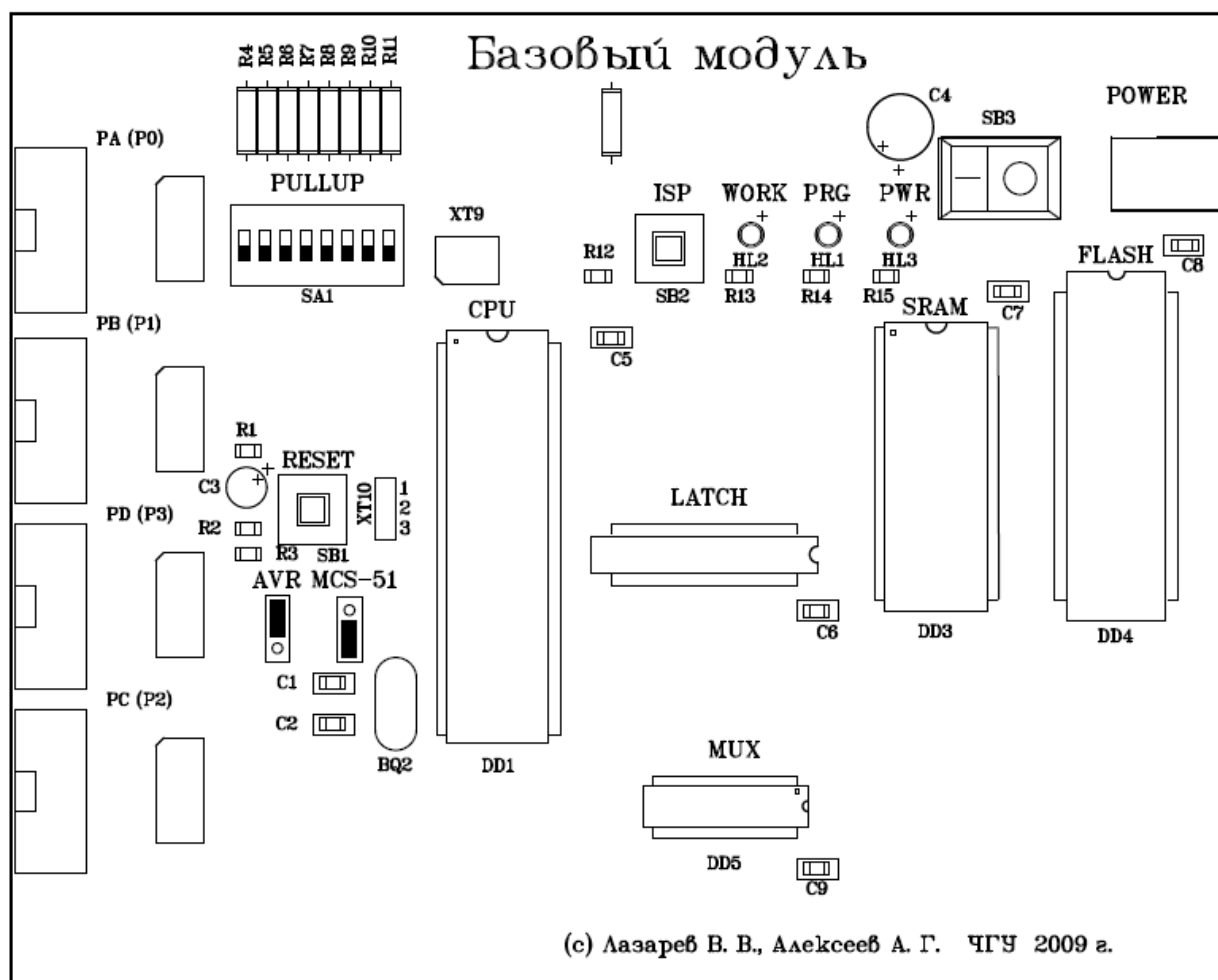 R4 R5 R6 R7 R8 R9 R10 R11
Базовый модуль
C4
POWER
SB3
PA (P0)
PULLUP
ISP WORK PRG PWR
XT9
R12
HL2 HL1 HL3
FLASH
C8
SA1
SB2 R13 R14 R15
CPU
SRAM
C7
PB (P1)
C5
R1
RESET
C3
XT10
1
2
3
LATCH
PD (P3)
R2
R3 SB1
AVR MCS-51
C6
DD3
DD4
C1
PC (P2)
C2
MUX
BQ2
DD1
DD5
C9
(c) Лазарев В. В., Алексеев А. Г. ЧГУ 2009 г.